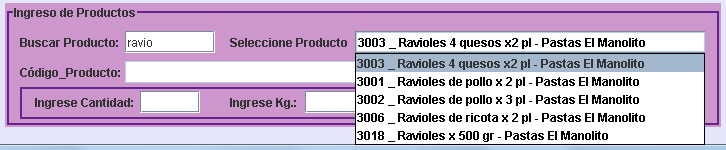 Ingreso de Productos
Buscar Producto: ravio Seleccione Producto 3003 _ Ravioles 4 quesos x2 pl - Pastas El Manolito
3003 _ Ravioles 4 quesos x2 pl - Pastas El Manolito
Código_Producto:
3001 _ Ravioles de pollo x 2 pl - Pastas El Manolito
3002 _ Ravioles de pollo x 3 pl - Pastas El Manolito
Ingrese Cantidad: Ingrese Kg.:
3006 _ Ravioles de ricota x 2 pl - Pastas El Manolito
3018 _ Ravioles x 500 gr - Pastas El Manolito